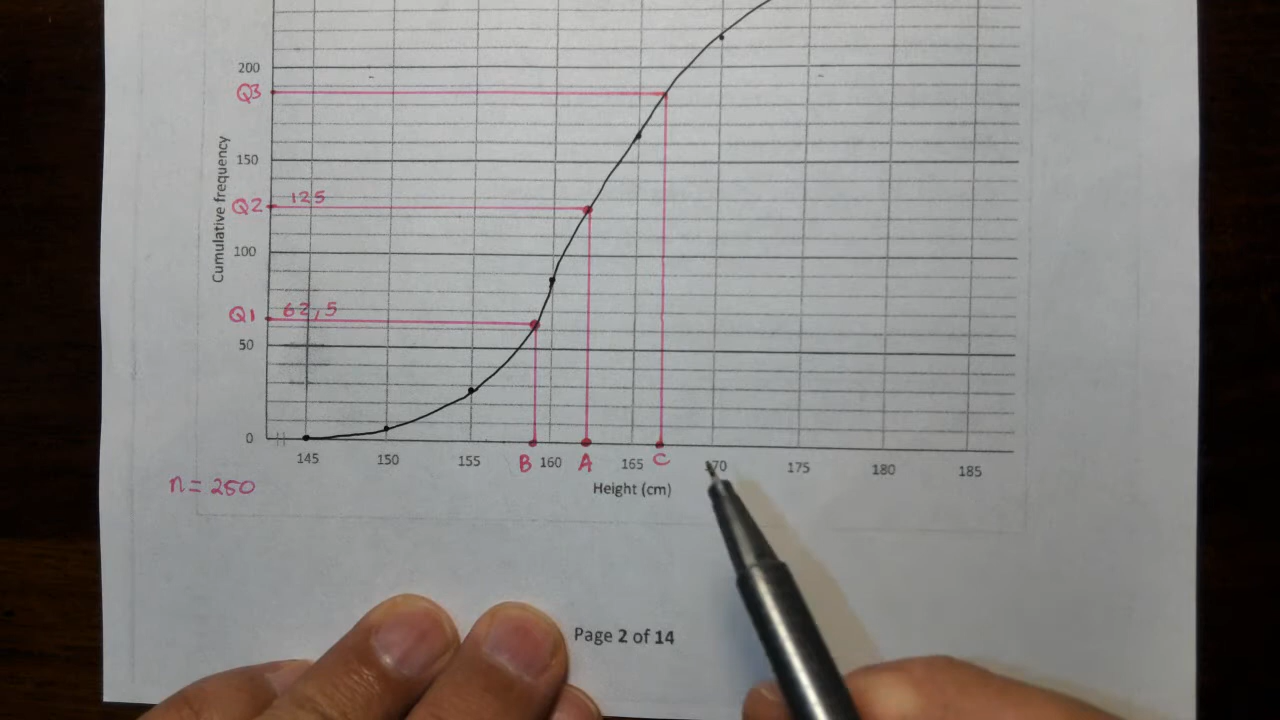 200
Q3
Cumulative frequency
150
Q2 125
100
Q1 62,5
50
0
145 150 155 B 160 A 165 C 170 175 180 185
Height (cm)
n = 250
Page 2 of 14